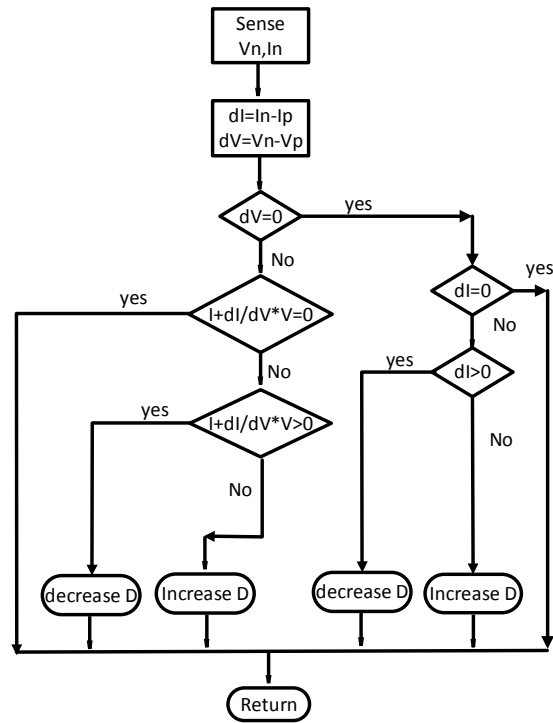 Sense
Vn,In
dI=In-Ip
dV=Vn-Vp
dV=0
yes
No
yes
I+dI/dV*V=0
dI=0
yes
No
No
yes
I+dI/dV*V>0
yes
dI>0
No
No
decrease D
Increase D
decrease D
Increase D
Return